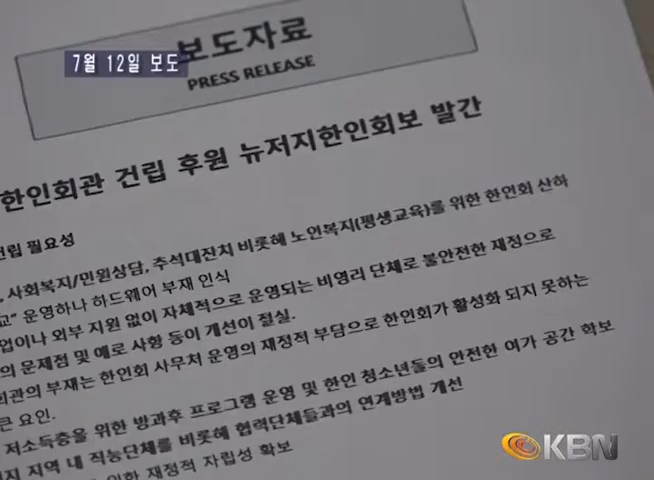 7월 12일 보도
보도자료
PRESS RELEASE
한인회관 건립 후원 뉴저지한인회보 발간
건립 필요성
, 사회복지/민원상담, 추석대잔치 비롯해 노인복지(평생교육)를 위한 한인회 산하
교" 운영하나 하드웨어 부재 인식
업이나 외부 지원 없이 자체적으로 운영되는 비영리 단체로 불안전한 재정으로
의 문제점 및 예로 사항 등이 개선이 절실.
회관의 부재는 한인회 사무처 운영의 재정적 부담으로 한인회가 활성화 되지 못하는
큰 요인.
저소득층을 위한 방과후 프로그램 운영 및 한인 청소년들의 안전한 여가 공간 확보
지 지역 내 직능단체를 비롯해 협력단체들과의 연계방법 개선
재정적 자립성 확보
KBN